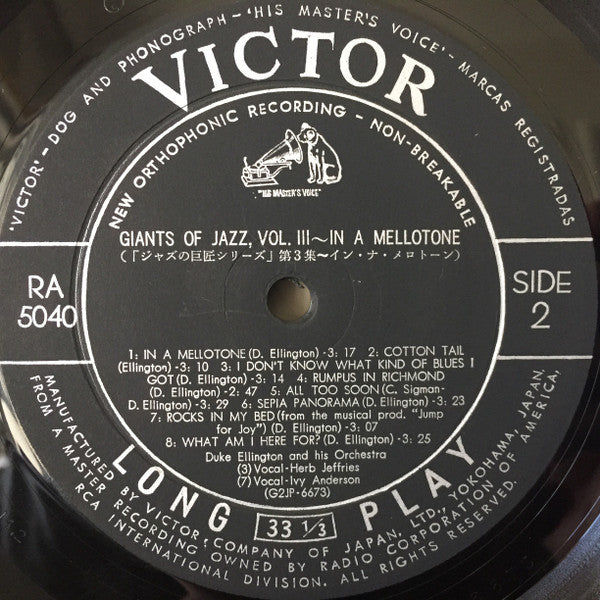 'VICTOR' — DOG AND PHONOGRAPH — 'HIS MASTER'S VOICE' — MARCAS REGISTRADAS
VICTOR
NEW ORTHOPHONIC RECORDING — NON-BREAKABLE
"HIS MASTER'S VOICE"
GIANTS OF JAZZ, VOL. III～IN A MELLOTONE
(「ジャズの巨匠シリーズ」第3集～イン・ナ・メロトーン)
RA
5040
SIDE
2
1: IN A MELLOTONE (D. Ellington) -3: 17 2: COTTON TAIL
(Ellington) -3: 10 3: I DON'T KNOW WHAT KIND OF BLUES I
GOT (D. Ellington) -3: 14 4: RUMPUS IN RICHMOND
(D. Ellington) -2: 47 5: ALL TOO SOON (C. Sigman-
D. Ellington) -3: 29 6: SEPIA PANORAMA (D. Ellington) -3: 23
7: ROCKS IN MY BED (from the musical prod. "Jump
for Joy") (D. Ellington) -3: 07
8: WHAT AM I HERE FOR? (D. Ellington) -3: 25
Duke Ellington and his Orchestra
(3) Vocal-Herb Jeffries
(7) Vocal-Ivy Anderson
(G2JP-6673)
LONG 33 1/3 PLAY
MANUFACTURED BY VICTOR COMPANY OF JAPAN, LTD., YOKOHAMA, JAPAN.
FROM A MASTER RECORDING OWNED BY RADIO CORPORATION OF AMERICA.
RCA INTERNATIONAL DIVISION. ALL RIGHTS RESERVED.